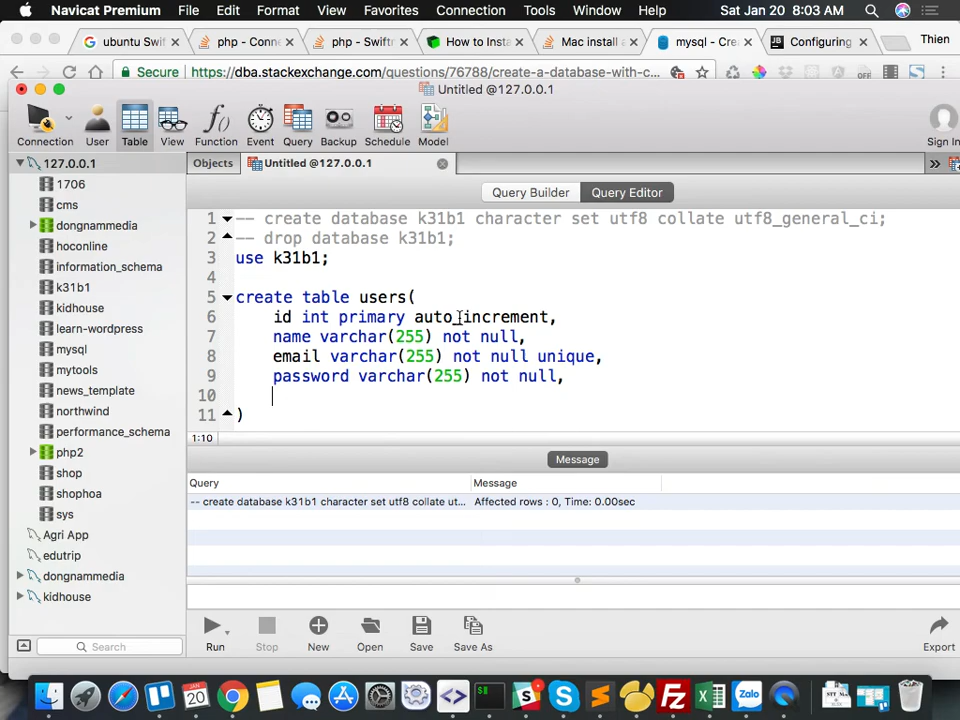 Navicat Premium File Edit Format View Favorites Connection Tools Window Help Sat Jan 20 8:03 AM
ubuntu Swif php - Conne php - Swiftm How to Insta Mac install a mysql - Crea Configuring Thien
Secure https://dba.stackexchange.com/questions/76788/create-a-database-with-c...
Untitled @127.0.0.1
Connection User Table View Function Event Query Backup Schedule Model Sign In
127.0.0.1
Objects Untitled @127.0.0.1
1706
cms
dongnammedia
hoconline
information_schema
k31b1
kidhouse
learn-wordpress
mysql
mytools
news_template
northwind
performance_schema
php2
shop
shophoa
sys
Agri App
edutrip
dongnammedia
kidhouse
Search
Query Builder Query Editor
1 -- create database k31b1 character set utf8 collate utf8_general_ci;
2 -- drop database k31b1;
3 use k31b1;
4
5 create table users(
6 id int primary auto_increment,
7 name varchar(255) not null,
8 email varchar(255) not null unique,
9 password varchar(255) not null,
10
11 )
1:10
Message
Query Message
-- create database k31b1 character set utf8 collate ut... Affected rows : 0, Time: 0.00sec
Run Stop New Open Save Save As Export
JAN
20
Zalo